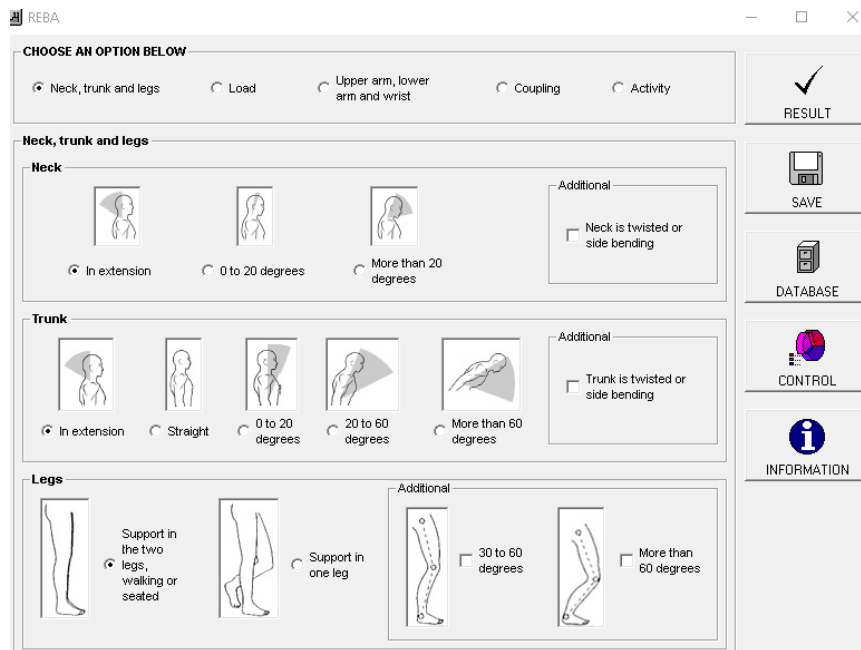 REBA
CHOOSE AN OPTION BELOW
Neck, trunk and legs
Load
Upper arm, lower
arm and wrist
Coupling
Activity
RESULT
SAVE
DATABASE
CONTROL
INFORMATION
Neck, trunk and legs
Neck
In extension
0 to 20 degrees
More than 20
degrees
Additional
Neck is twisted or
side bending
Trunk
In extension
Straight
0 to 20
degrees
20 to 60
degrees
More than 60
degrees
Additional
Trunk is twisted or
side bending
Legs
Support in
the two
legs,
walking or
seated
Support in
one leg
Additional
30 to 60
degrees
More than
60 degrees